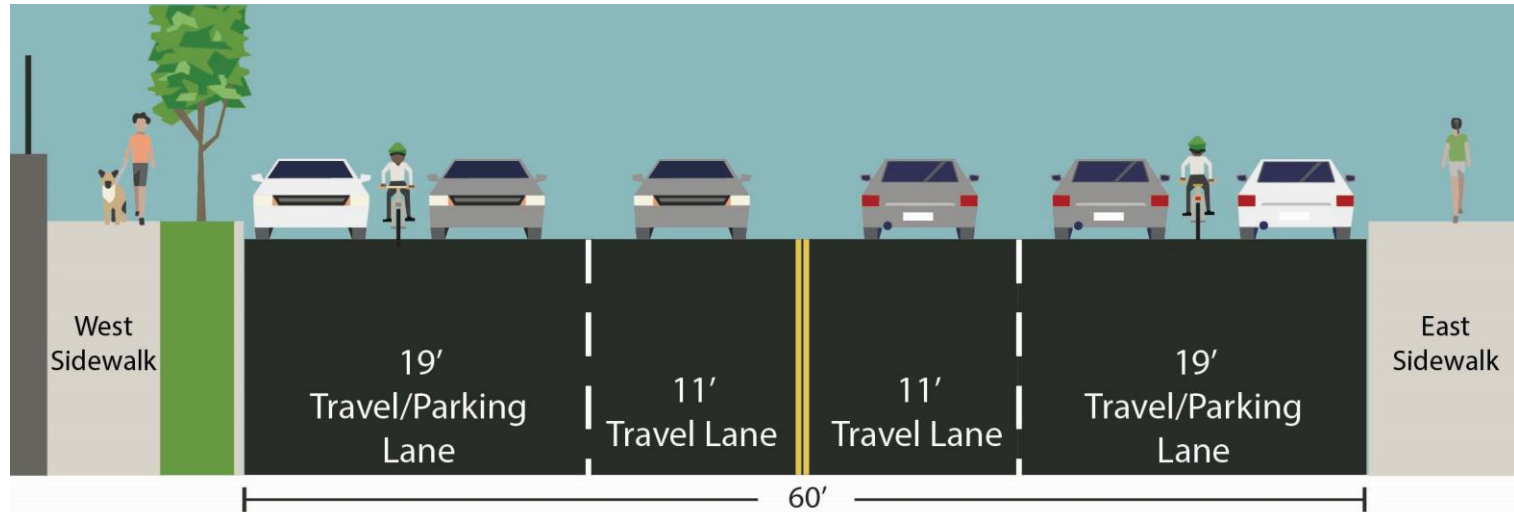 West
Sidewalk
19′
Travel/Parking
Lane
11′
Travel Lane
11′
Travel Lane
19′
Travel/Parking
Lane
East
Sidewalk
60′